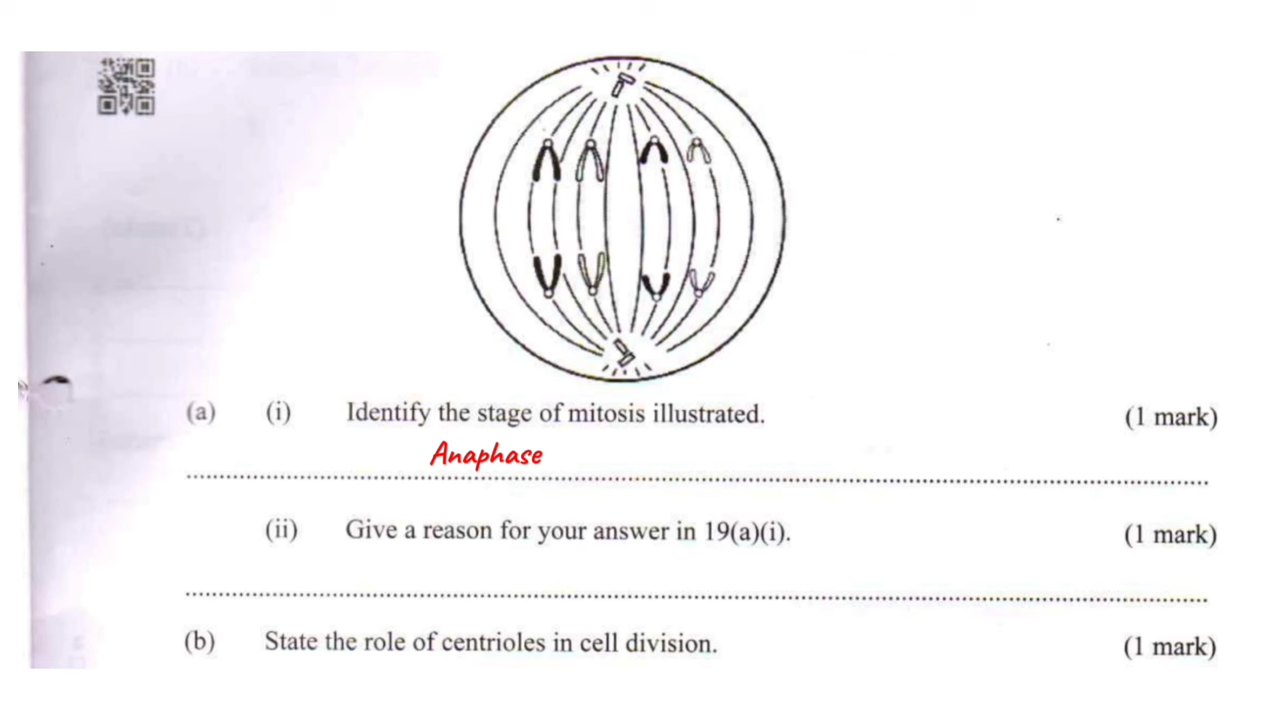 (a) (i) Identify the stage of mitosis illustrated. (1 mark)
Anaphase
(ii) Give a reason for your answer in 19(a)(i). (1 mark)
(b) State the role of centrioles in cell division. (1 mark)